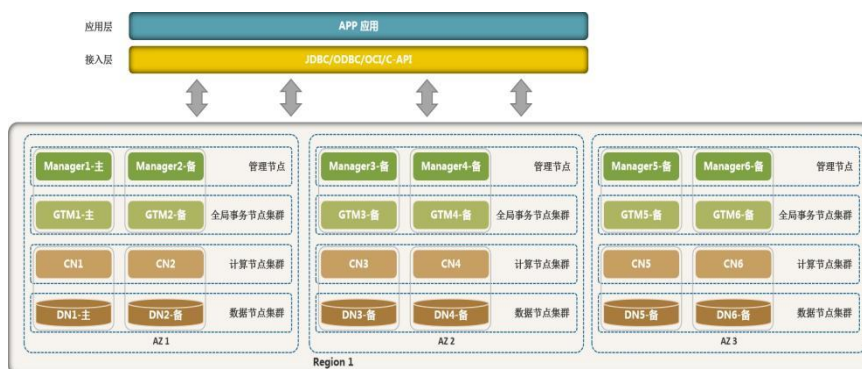 应用层 APP 应用
接入层 JDBC/ODBC/OCI/C-API
Manager1-主 Manager2-备 管理节点 Manager3-备 Manager4-备 管理节点 Manager5-备 Manager6-备 管理节点
GTM1-主 GTM2-备 全局事务节点集群 GTM3-备 GTM4-备 全局事务节点集群 GTM5-备 GTM6-备 全局事务节点集群
CN1 CN2 计算节点集群 CN3 CN4 计算节点集群 CN5 CN6 计算节点集群
DN1-主 DN2-备 数据节点集群 DN3-备 DN4-备 数据节点集群 DN5-备 DN6-备 数据节点集群
AZ 1 AZ 2 AZ 3
Region 1